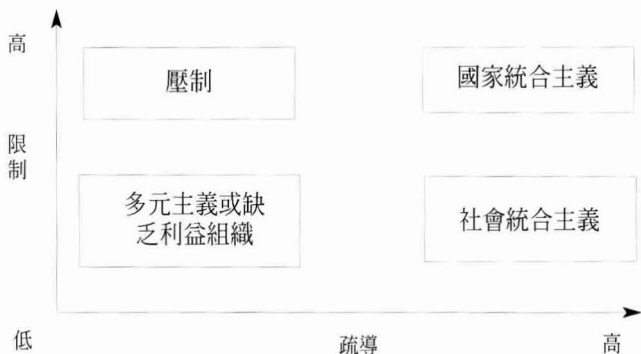 高
壓制
國家統合主義
限制
多元主義或缺
乏利益組織
社會統合主義
低
疏導
高